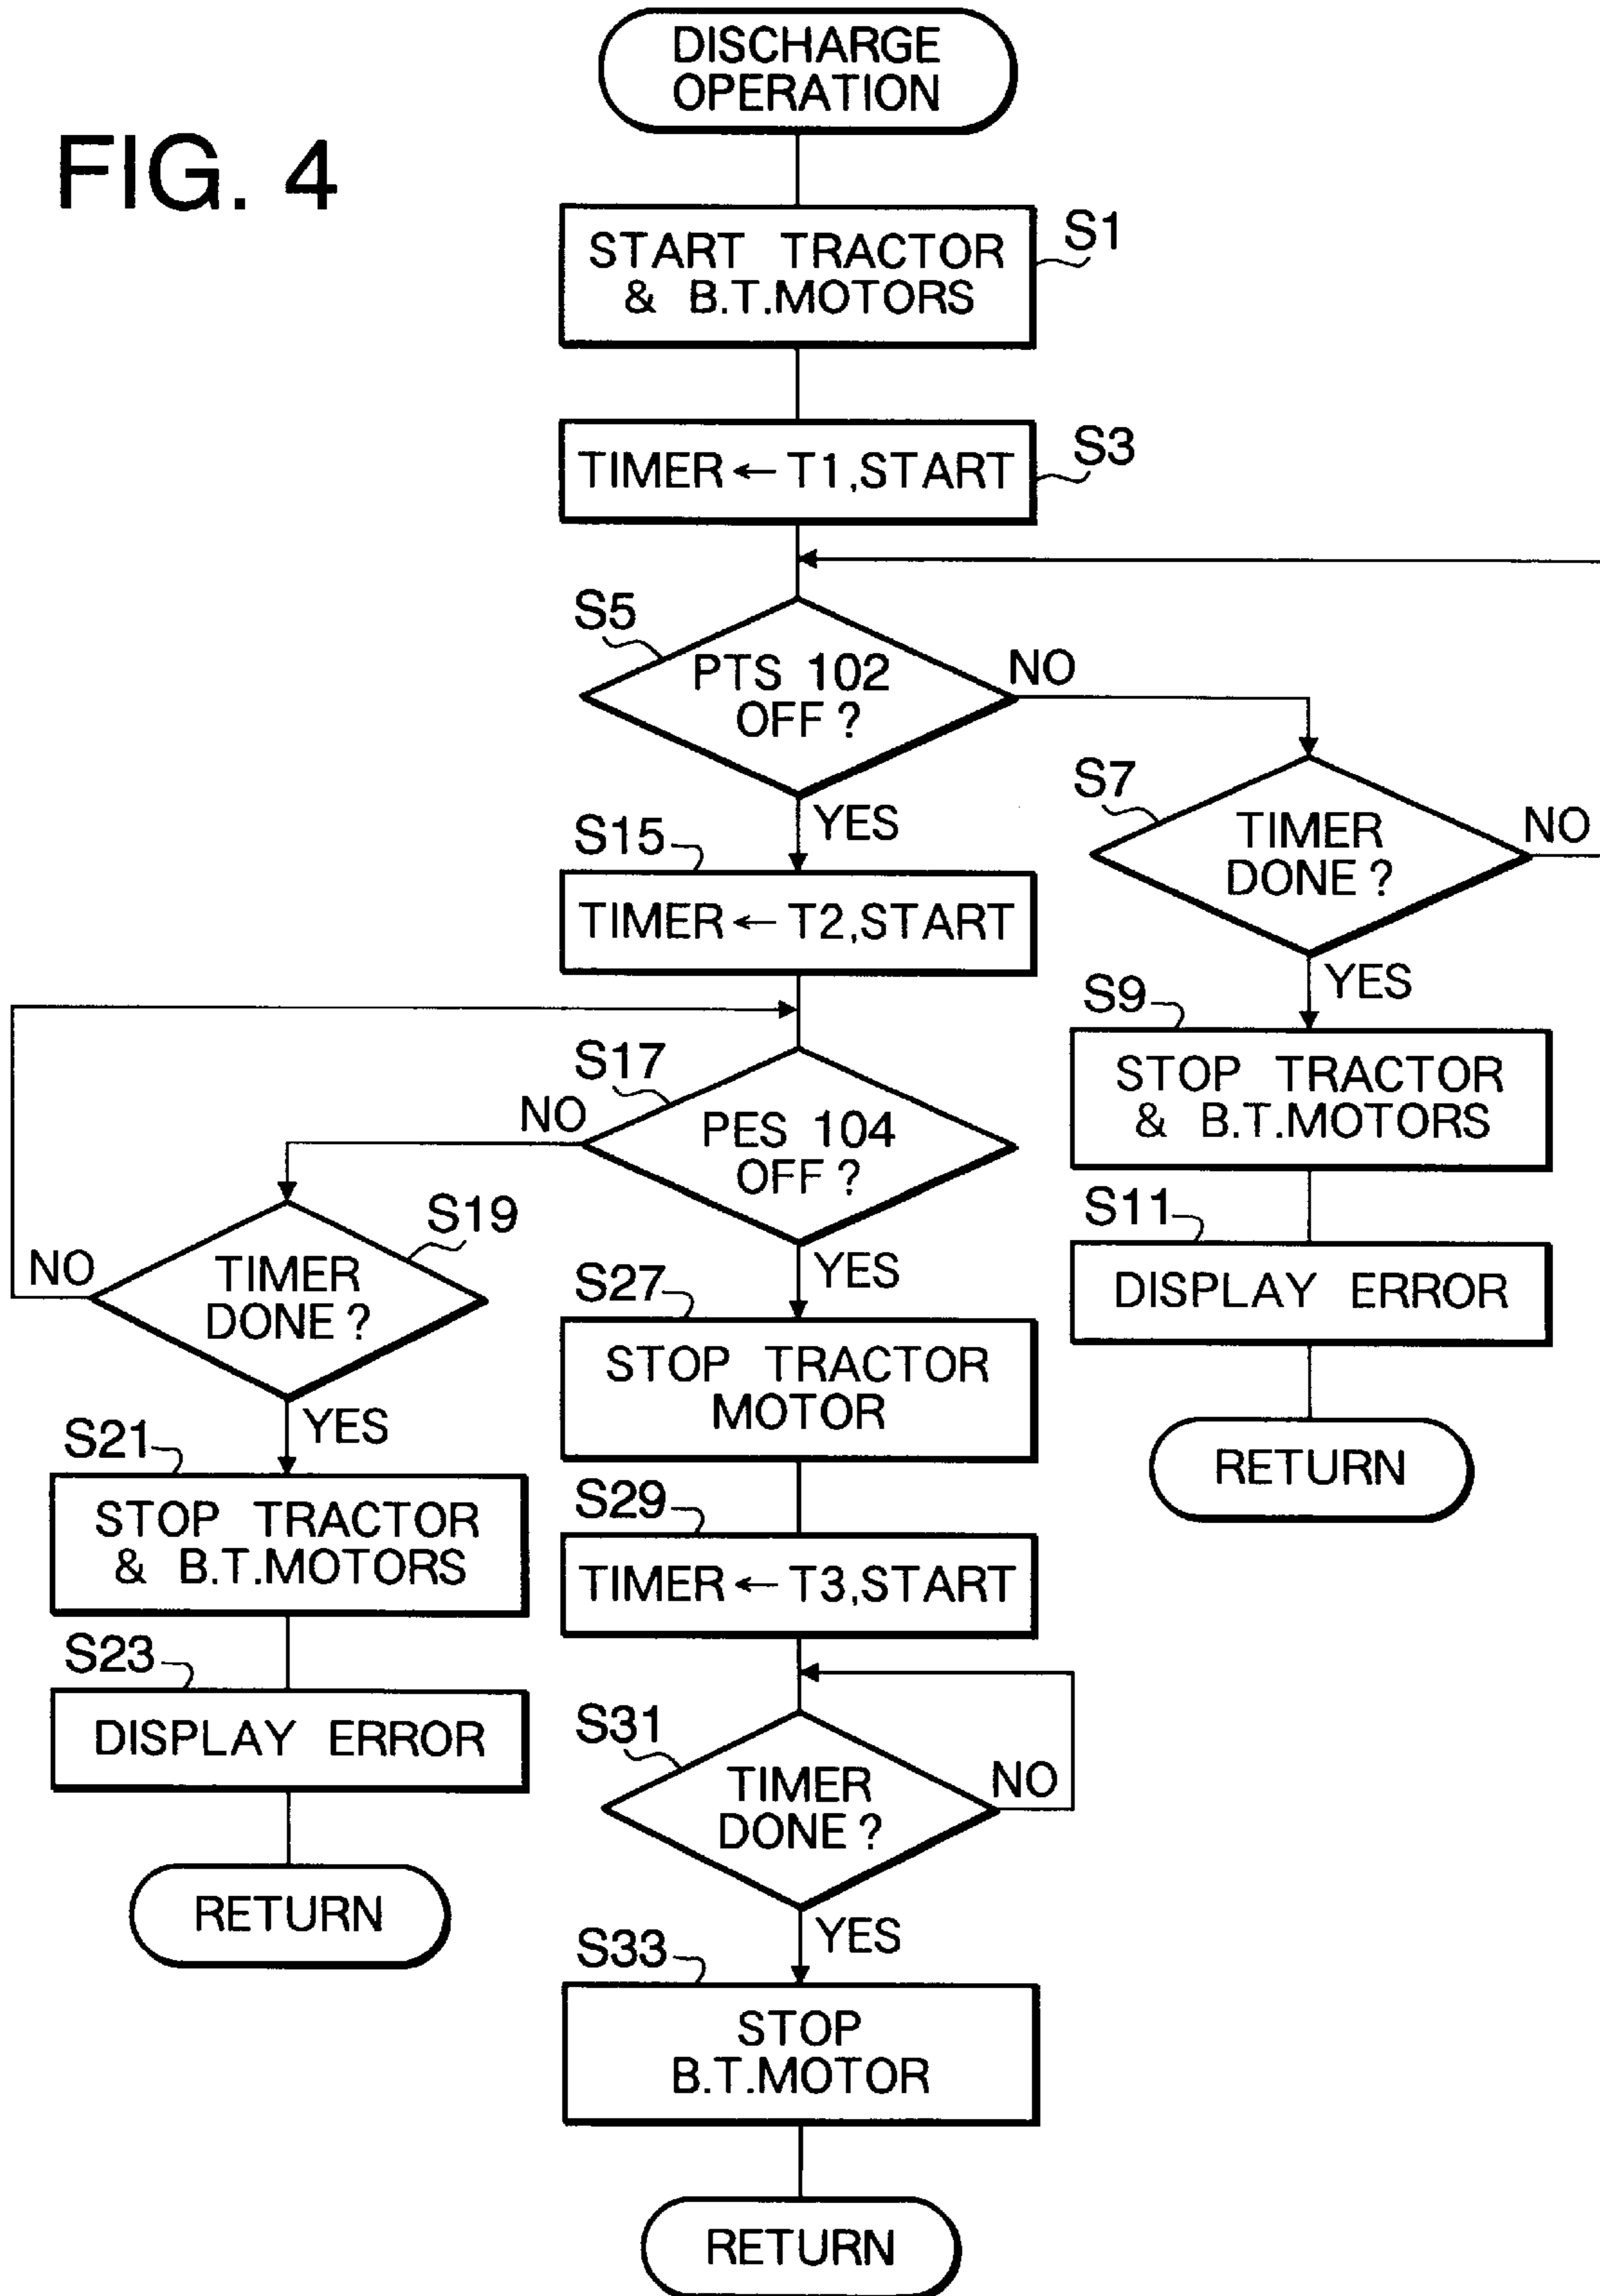 DISCHARGE
OPERATION
FIG. 4
START TRACTOR
& B.T.MOTORS
S1
TIMER ← T1,START
S3
S5
PTS 102
OFF ?
NO
YES
S7
TIMER
DONE ?
NO
YES
S15
TIMER ← T2,START
S9
STOP TRACTOR
& B.T.MOTORS
S11
DISPLAY ERROR
RETURN
S17
PES 104
OFF ?
NO
YES
S19
TIMER
DONE ?
NO
YES
S21
STOP TRACTOR
& B.T.MOTORS
S23
DISPLAY ERROR
RETURN
S27
STOP TRACTOR
MOTOR
S29
TIMER ← T3,START
S31
TIMER
DONE ?
NO
YES
S33
STOP
B.T.MOTOR
RETURN